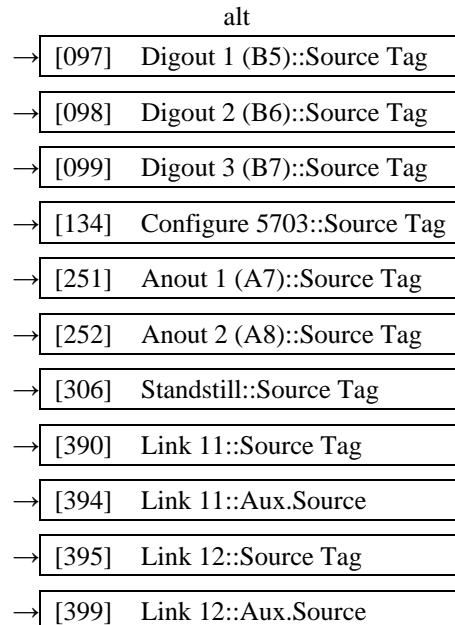 alt
→ [097] Digout 1 (B5)::Source Tag
→ [098] Digout 2 (B6)::Source Tag
→ [099] Digout 3 (B7)::Source Tag
→ [134] Configure 5703::Source Tag
→ [251] Anout 1 (A7)::Source Tag
→ [252] Anout 2 (A8)::Source Tag
→ [306] Standstill::Source Tag
→ [390] Link 11::Source Tag
→ [394] Link 11::Aux.Source
→ [395] Link 12::Source Tag
→ [399] Link 12::Aux.Source